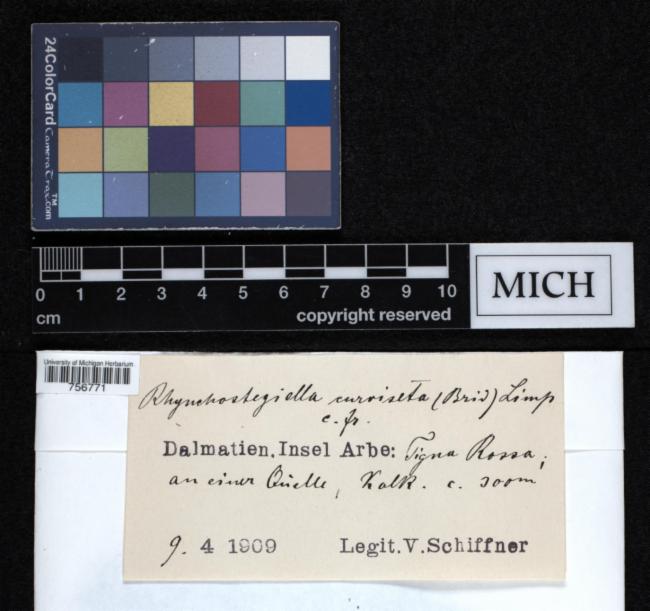 24ColorCard
CameraTrax.com™
0 1 2 3 4 5 6 7 8 9 10
cm
copyright reserved
MICH
University of Michigan Herbarium
756771
Rhynchostegiella curviseta (Brid) Limp
c. fr.
Dalmatien, Insel Arbe: Tigna Rossa;
an einer Quelle, Kalk. c. 300m
9. 4 1909 Legit. V. Schiffner